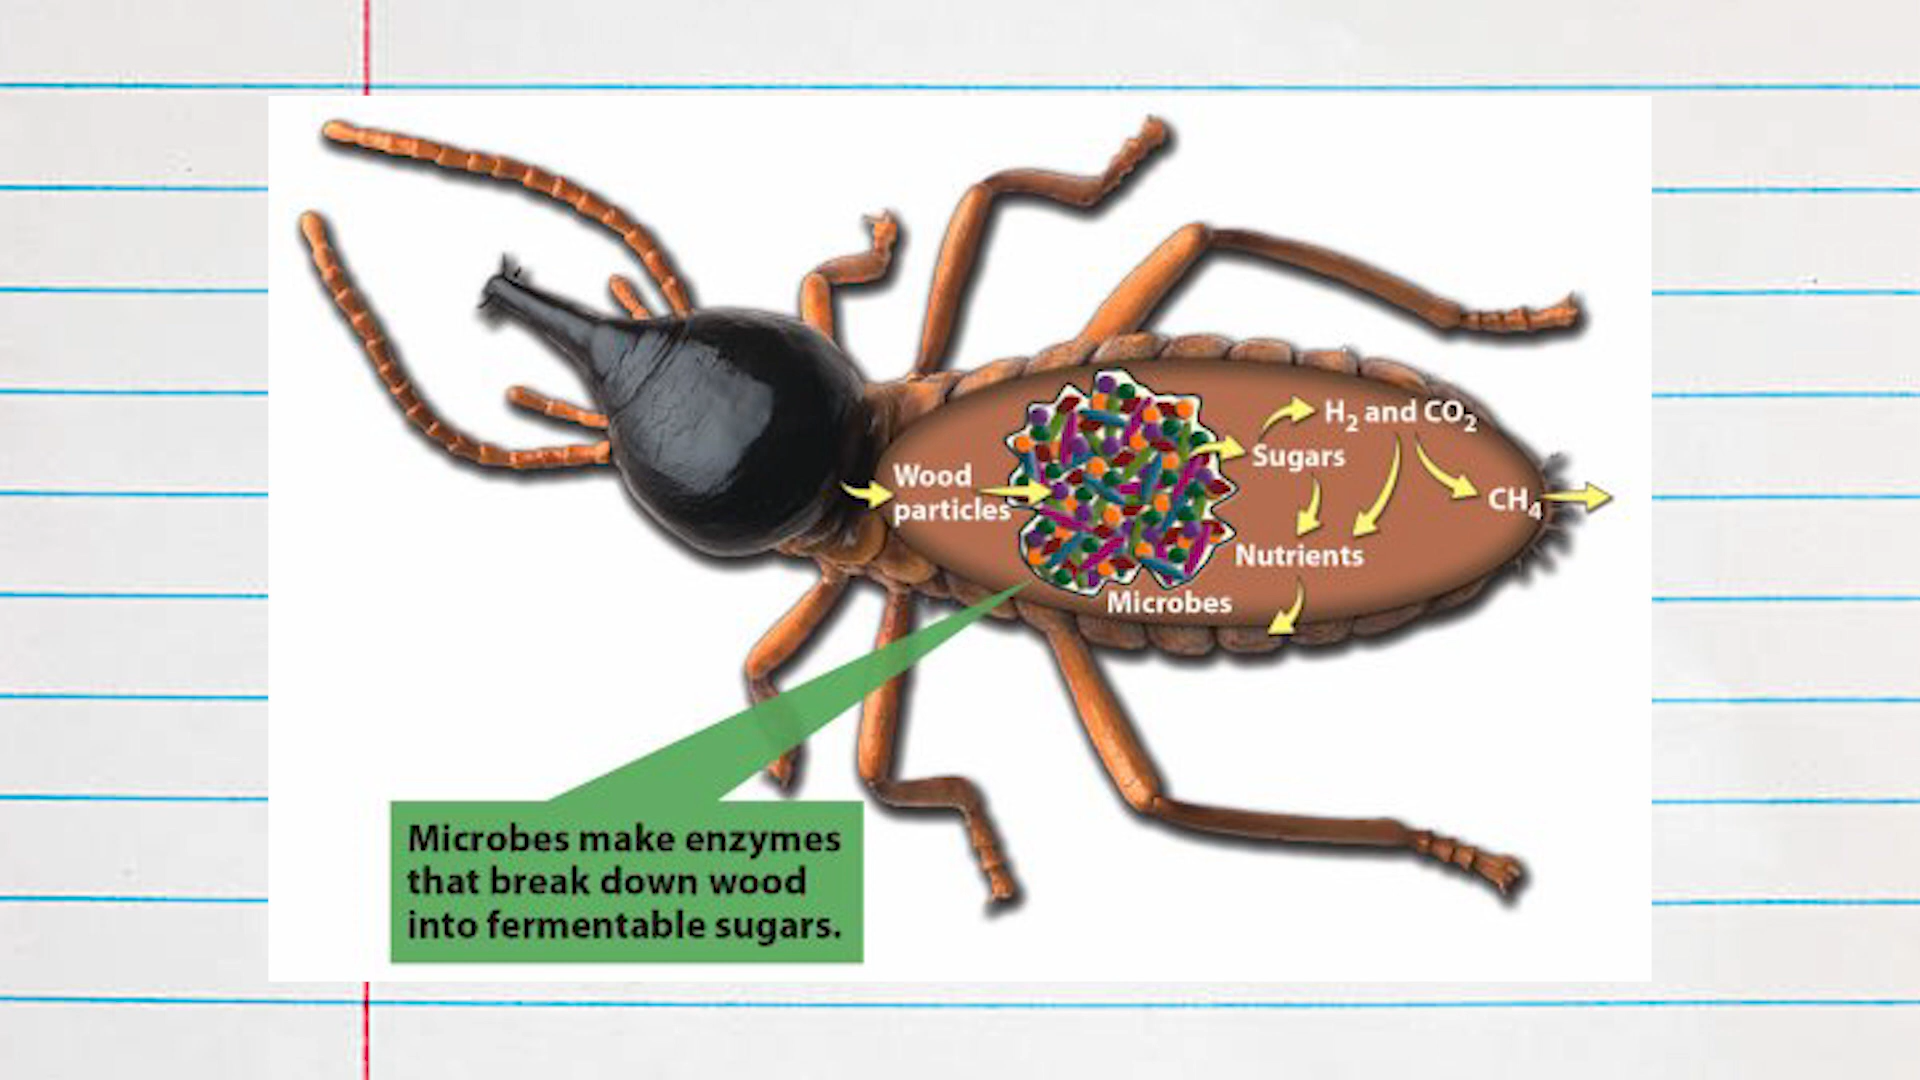 Wood
particles
Microbes
Sugars
H₂ and CO₂
Nutrients
CH₄
Microbes make enzymes
that break down wood
into fermentable sugars.